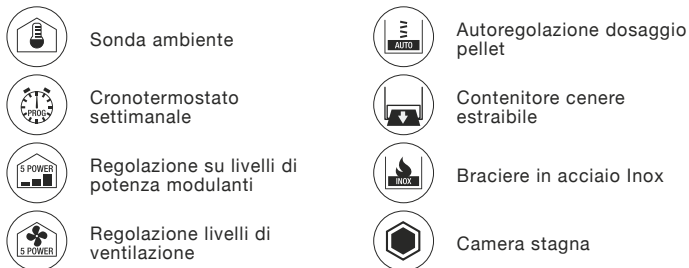 Sonda ambiente
PROG.
Cronotermostato
settimanale
5 POWER
Regolazione su livelli di
potenza modulanti
5 POWER
Regolazione livelli di
ventilazione
AUTO
Autoregolazione dosaggio
pellet
Contenitore cenere
estraibile
INOX
Braciere in acciaio Inox
Camera stagna